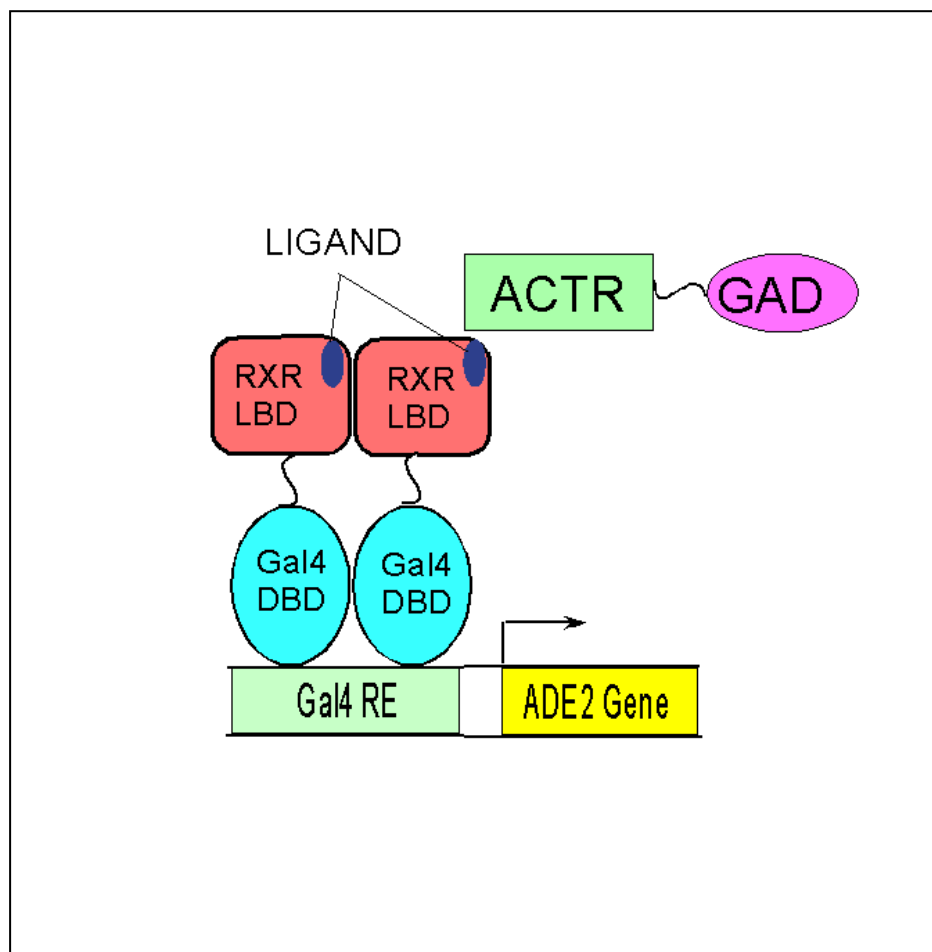 LIGAND
ACTR
GAD
RXR
LBD
RXR
LBD
Gal4
DBD
Gal4
DBD
Gal4 RE
ADE2 Gene